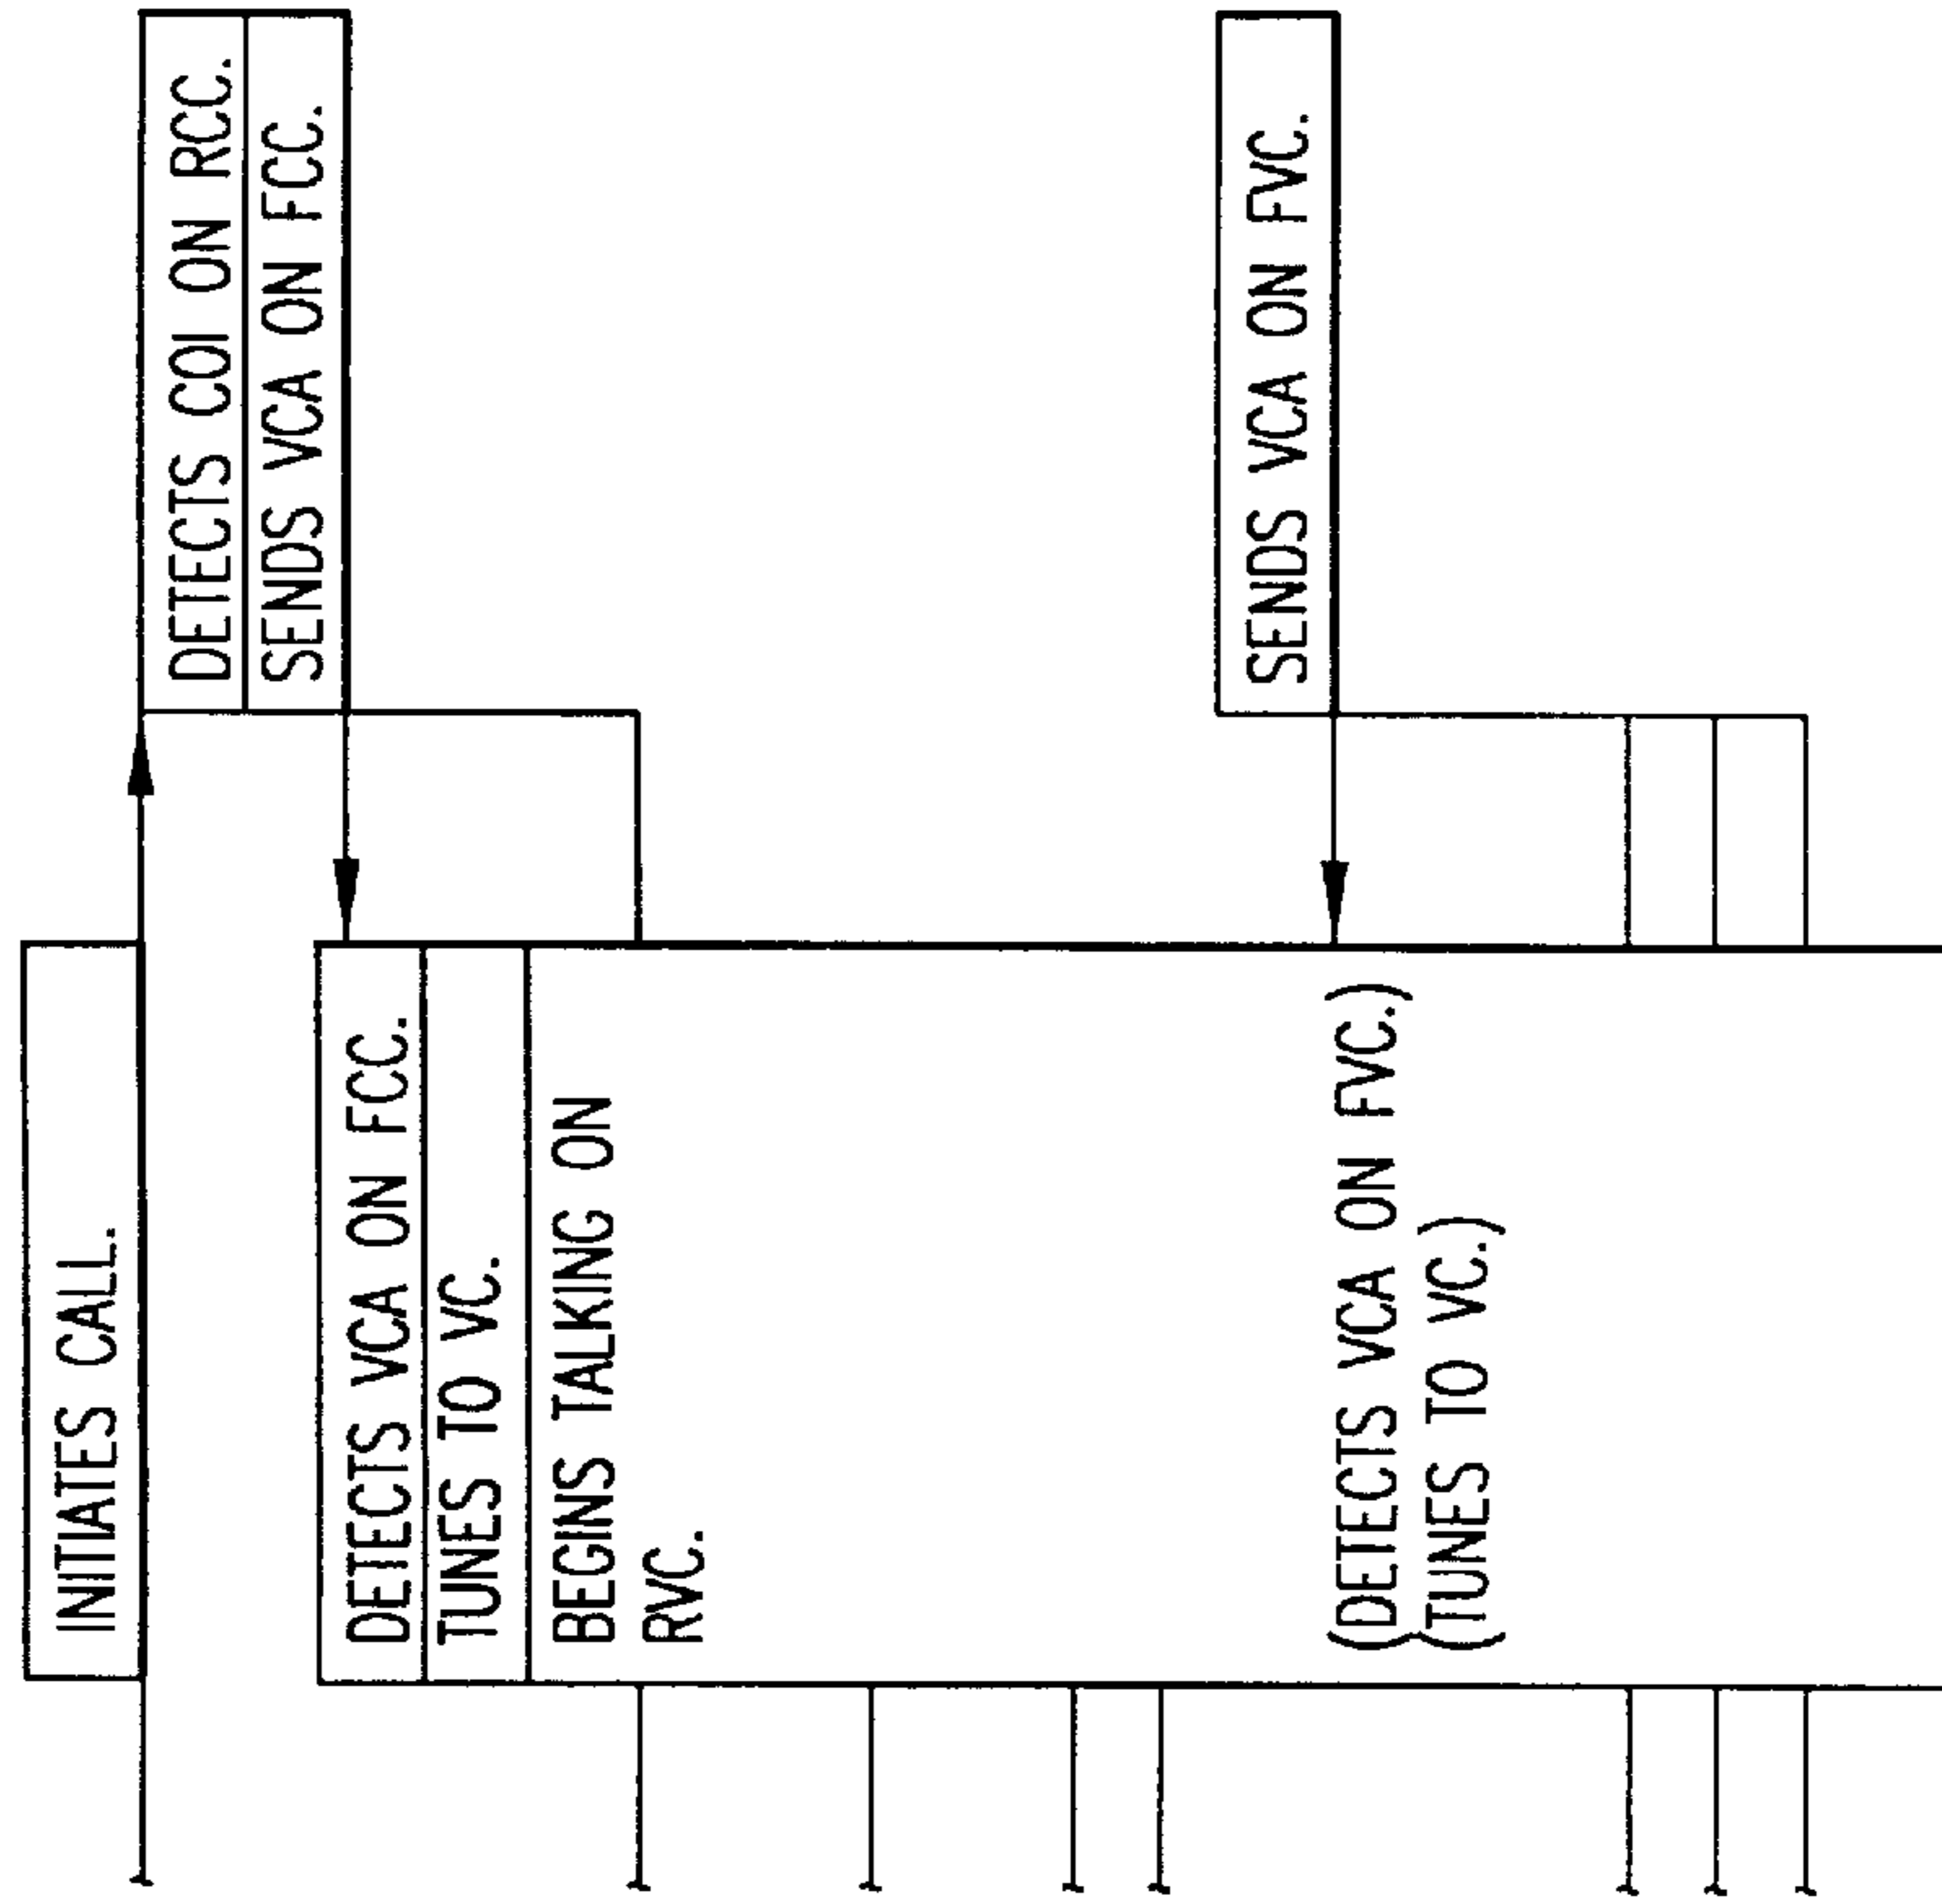 INITIATES CALL.
DETECTS COI ON RCC.
SENDS VCA ON FCC.
DETECTS VCA ON FCC.
TUNES TO VC.
BEGINS TALKING ON
RVC.
SENDS VCA ON FVC.
(DETECTS VCA ON FVC.)
(TUNES TO VC.)